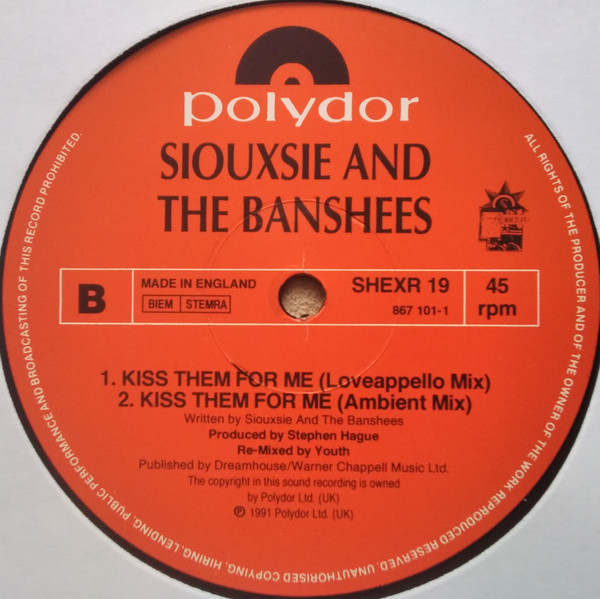 polydor
SIOUXSIE AND
THE BANSHEES
B
MADE IN ENGLAND
BIEM STEMRA
SHEXR 19
867 101-1
45
rpm
1. KISS THEM FOR ME (Loveappello Mix)
2. KISS THEM FOR ME (Ambient Mix)
Written by Siouxsie And The Banshees
Produced by Stephen Hague
Re-Mixed by Youth
Published by Dreamhouse/Warner Chappell Music Ltd.
The copyright in this sound recording is owned
by Polydor Ltd. (UK)
℗ 1991 Polydor Ltd. (UK)
ALL RIGHTS OF THE PRODUCER AND OF THE OWNER OF THE WORK REPRODUCED RESERVED. UNAUTHORISED COPYING, HIRING, LENDING, PUBLIC PERFORMANCE AND BROADCASTING OF THIS RECORD PROHIBITED.